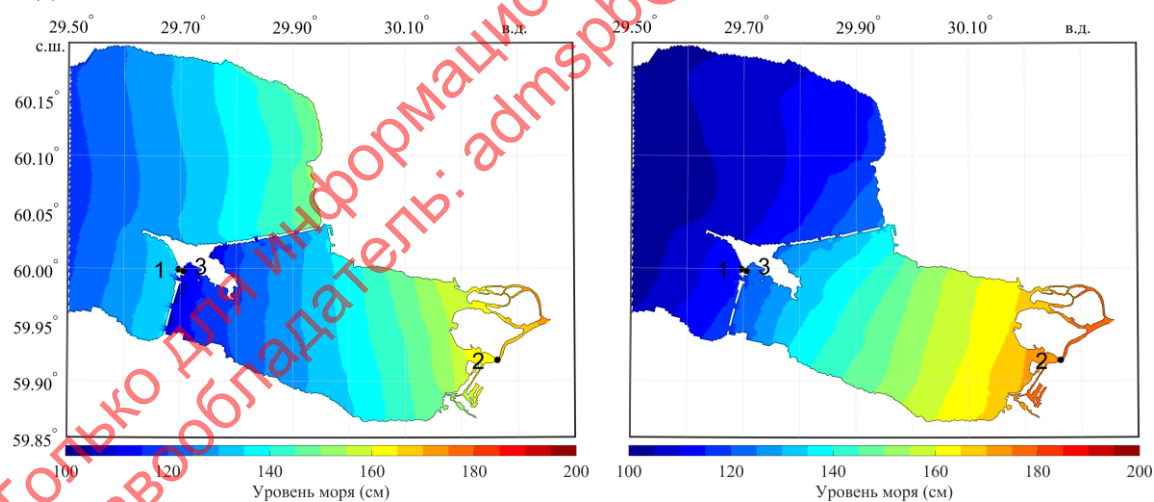 29.50° 29.70° 29.90° 30.10° в.д.
29.50° 29.70° 29.90° 30.10° в.д.
с.ш.
60.15°
60.10°
60.05°
60.00°
59.95°
59.90°
59.85°
1 3
2
1 3
2
100 120 140 160 180 200
Уровень моря (см)
100 120 140 160 180 200
Уровень моря (см)
только для информацио
вообладатель: admspb